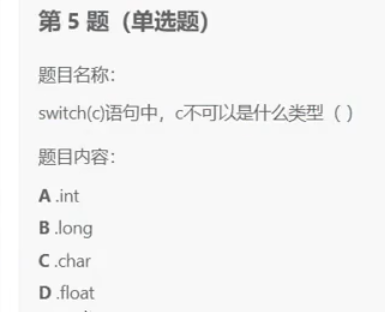 第 5 题（单选题）
题目名称：
switch(c)语句中，c不可以是什么类型（ ）
题目内容：
A .int
B .long
C .char
D .float